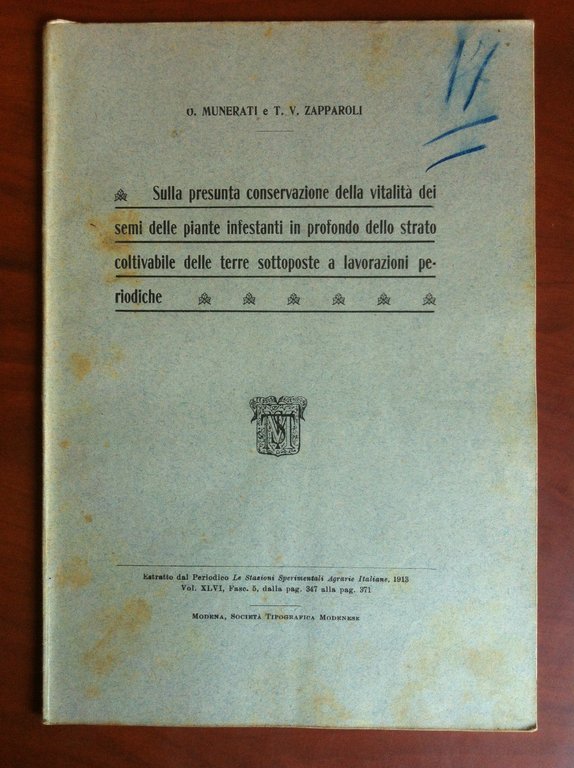 17
O. MUNERATI e T. V. ZAPPAROLI
Sulla presunta conservazione della vitalità dei
semi delle piante infestanti in profondo dello strato
coltivabile delle terre sottoposte a lavorazioni pe-
riodiche
Estratto dal Periodico Le Stazioni Sperimentali Agrarie Italiane, 1913
Vol. XLVI, Fasc. 5, dalla pag. 347 alla pag. 371
MODENA, SOCIETÀ TIPOGRAFICA MODENESE